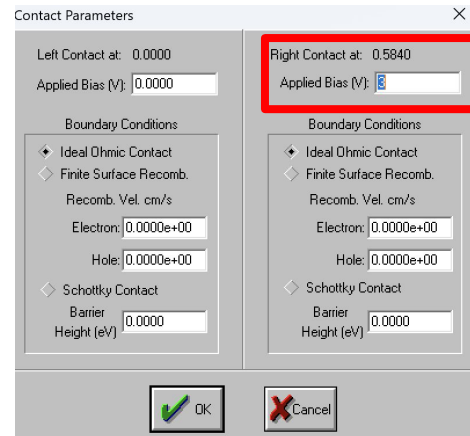 Contact Parameters
Left Contact at: 0.0000
Applied Bias (V): 0.0000
Boundary Conditions
Ideal Ohmic Contact
Finite Surface Recomb.
Recomb. Vel. cm/s
Electron: 0.0000e+00
Hole: 0.0000e+00
Schottky Contact
Barrier
Height (eV) 0.0000
Right Contact at: 0.5840
Applied Bias (V): 3
Boundary Conditions
Ideal Ohmic Contact
Finite Surface Recomb.
Recomb. Vel. cm/s
Electron: 0.0000e+00
Hole: 0.0000e+00
Schottky Contact
Barrier
Height (eV) 0.0000
OK
Cancel